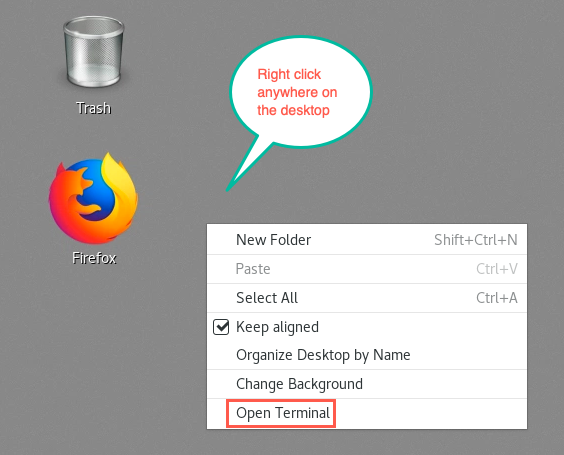 Trash
Right click
anywhere on
the desktop
Firefox
New Folder Shift+Ctrl+N
Paste Ctrl+V
Select All Ctrl+A
Keep aligned
Organize Desktop by Name
Change Background
Open Terminal